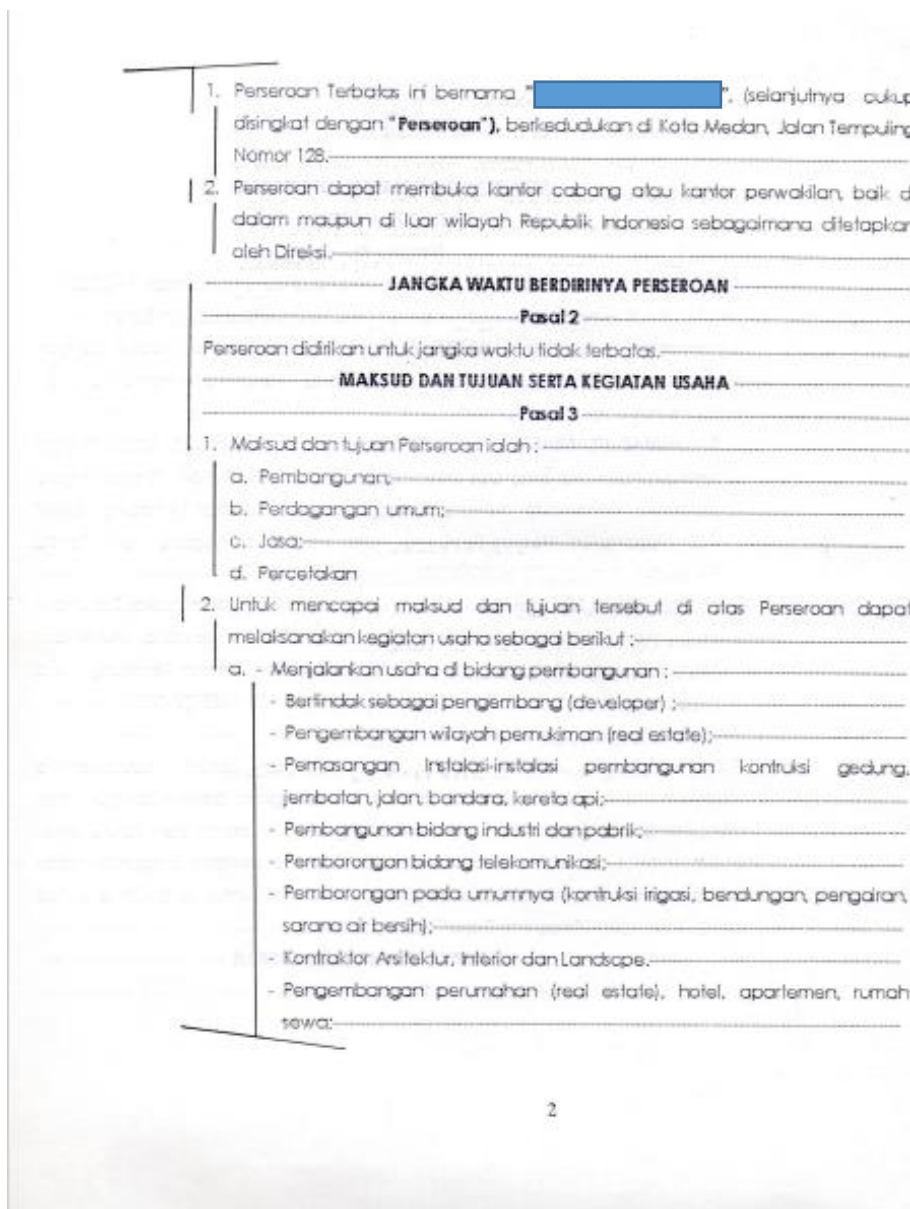 1. Perseroan Terbatas ini bernama "", (selanjutnya cukup
disingkat dengan "Perseroan"), berkedudukan di Kota Medan, Jalan Tempuling
Nomor 128.
2. Perseroan dapat membuka kantor cabang atau kantor perwakilan, baik d
dalam maupun di luar wilayah Republik Indonesia sebagaimana ditetapkan
oleh Direksi.
JANGKA WAKTU BERDIRINYA PERSEROAN
Pasal 2
Perseroan didirikan untuk jangka waktu tidak terbatas.
MAKSUD DAN TUJUAN SERTA KEGIATAN USAHA
Pasal 3
1. Maksud dan tujuan Perseroan ialah :
a. Pembangunan;
b. Perdagangan umum;
c. Jasa;
d. Percetakan
2. Untuk mencapai maksud dan tujuan tersebut di atas Perseroan dapat
melaksanakan kegiatan usaha sebagai berikut :
a. Menjalankan usaha di bidang pembangunan :
- Bertindak sebagai pengembang (developer) ;
- Pengembangan wilayah pemukiman (real estate);
- Pemasangan Instalasi-instalasi pembangunan kontruksi gedung,
jembatan, jalan, bandara, kereta api;
- Pembangunan bidang industri dan pabrik;
- Pemborongan bidang telekomunikasi;
- Pemborongan pada umumnya (kontruksi irigasi, bendungan, pengairan,
sarana air bersih);
- Kontraktor Arsitektur, Interior dan Landscpe.
- Pengembangan perumahan (real estate), hotel, apartemen, rumah
sewa;
2